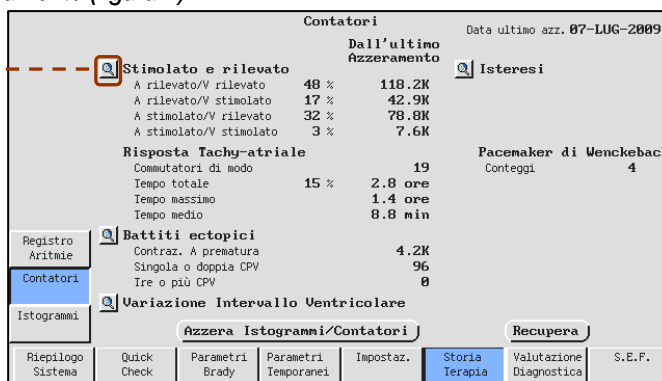 Contatori
Data ultimo azz. 07-LUG-2009
Dall'ultimo
Azzeramento
Stimolato e rilevato
Isteresi
A rilevato/V rilevato 48 % 118.2K
A rilevato/V stimolato 17 % 42.9K
A stimolato/V rilevato 32 % 78.8K
A stimolato/V stimolato 3 % 7.6K
Risposta Tachy-atriale
Pacemaker di Wenckebac
Commutatori di modo 19
Conteggi 4
Tempo totale 15 % 2.8 ore
Tempo massimo 1.4 ore
Tempo medio 8.8 min
Battiti ectopici
Contraz. A prematura 4.2K
Singola o doppia CPV 96
Tre o più CPV 0
Variazione Intervallo Ventricolare
Registro
Aritmie
Contatori
Istogrammi
Azzera Istogrammi/Contatori
Recupera
Riepilogo
Sistema
Quick
Check
Parametri
Brady
Parametri
Temporanei
Impostaz.
Storia
Terapia
Valutazione
Diagnostica
S.E.F.